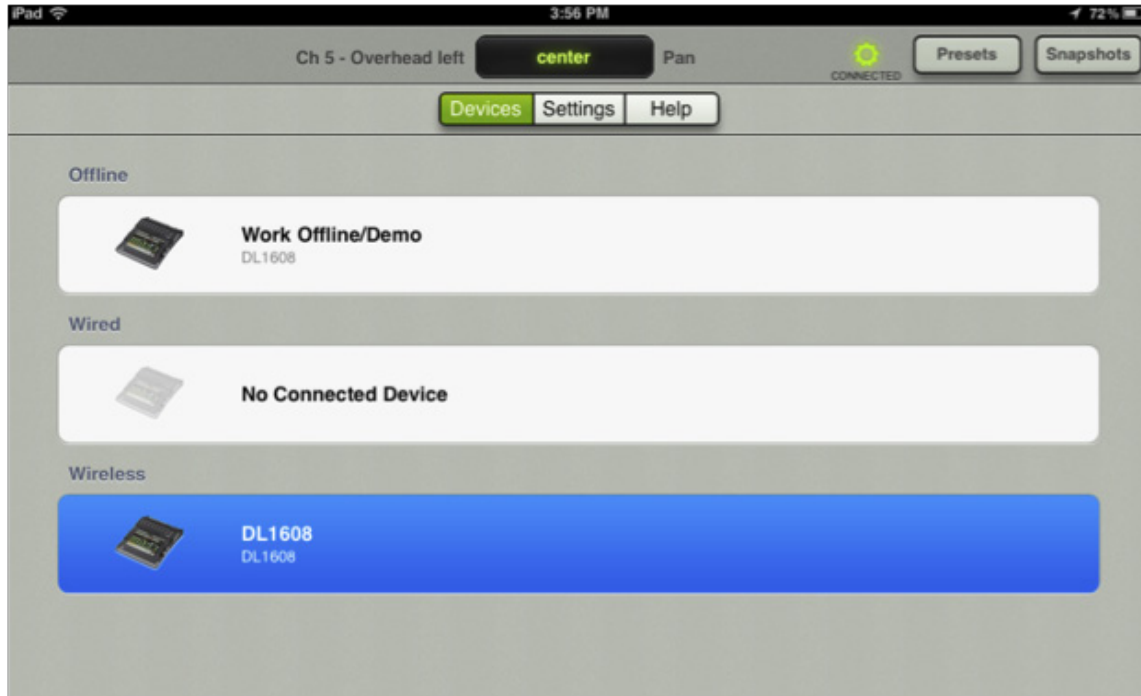 iPad 3:56 PM 72%
Ch 5 - Overhead left center Pan Presets Snapshots
CONNECTED
Devices Settings Help
Offline
Work Offline/Demo
DL1608
Wired
No Connected Device
Wireless
DL1608
DL1608